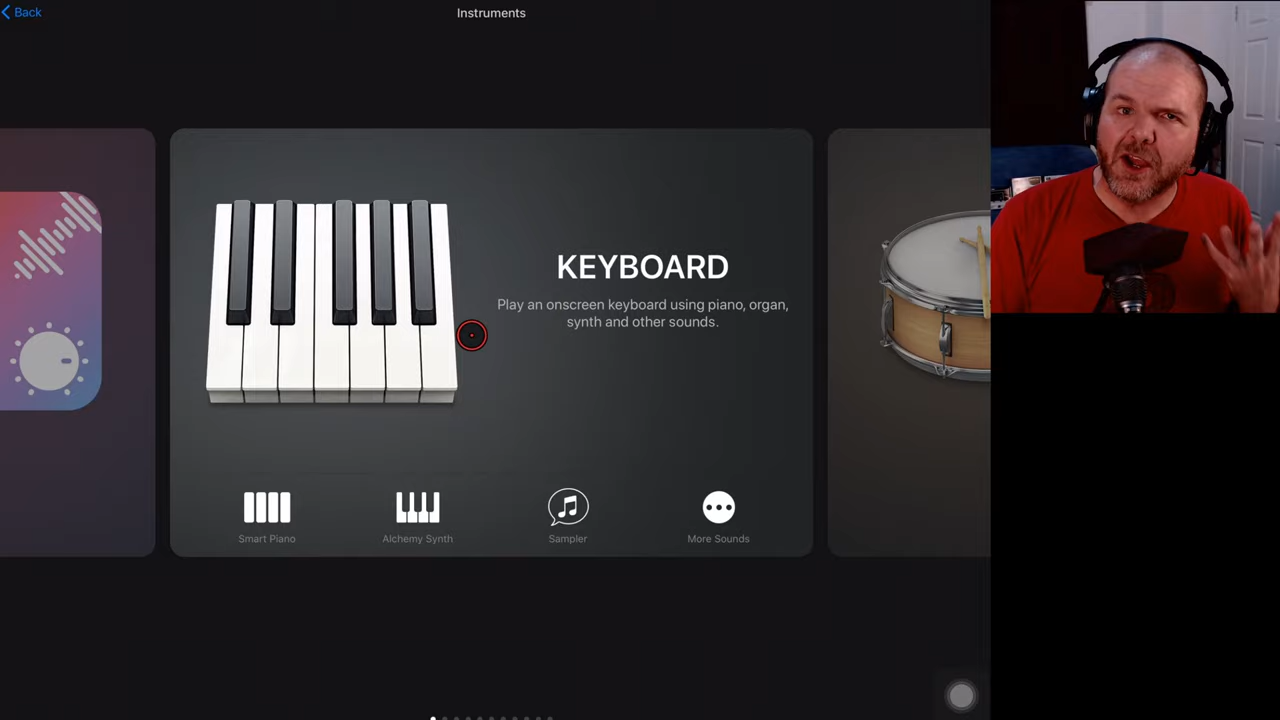 Back
Instruments
KEYBOARD
Play an onscreen keyboard using piano, organ,
synth and other sounds.
Smart Piano
Alchemy Synth
Sampler
More Sounds